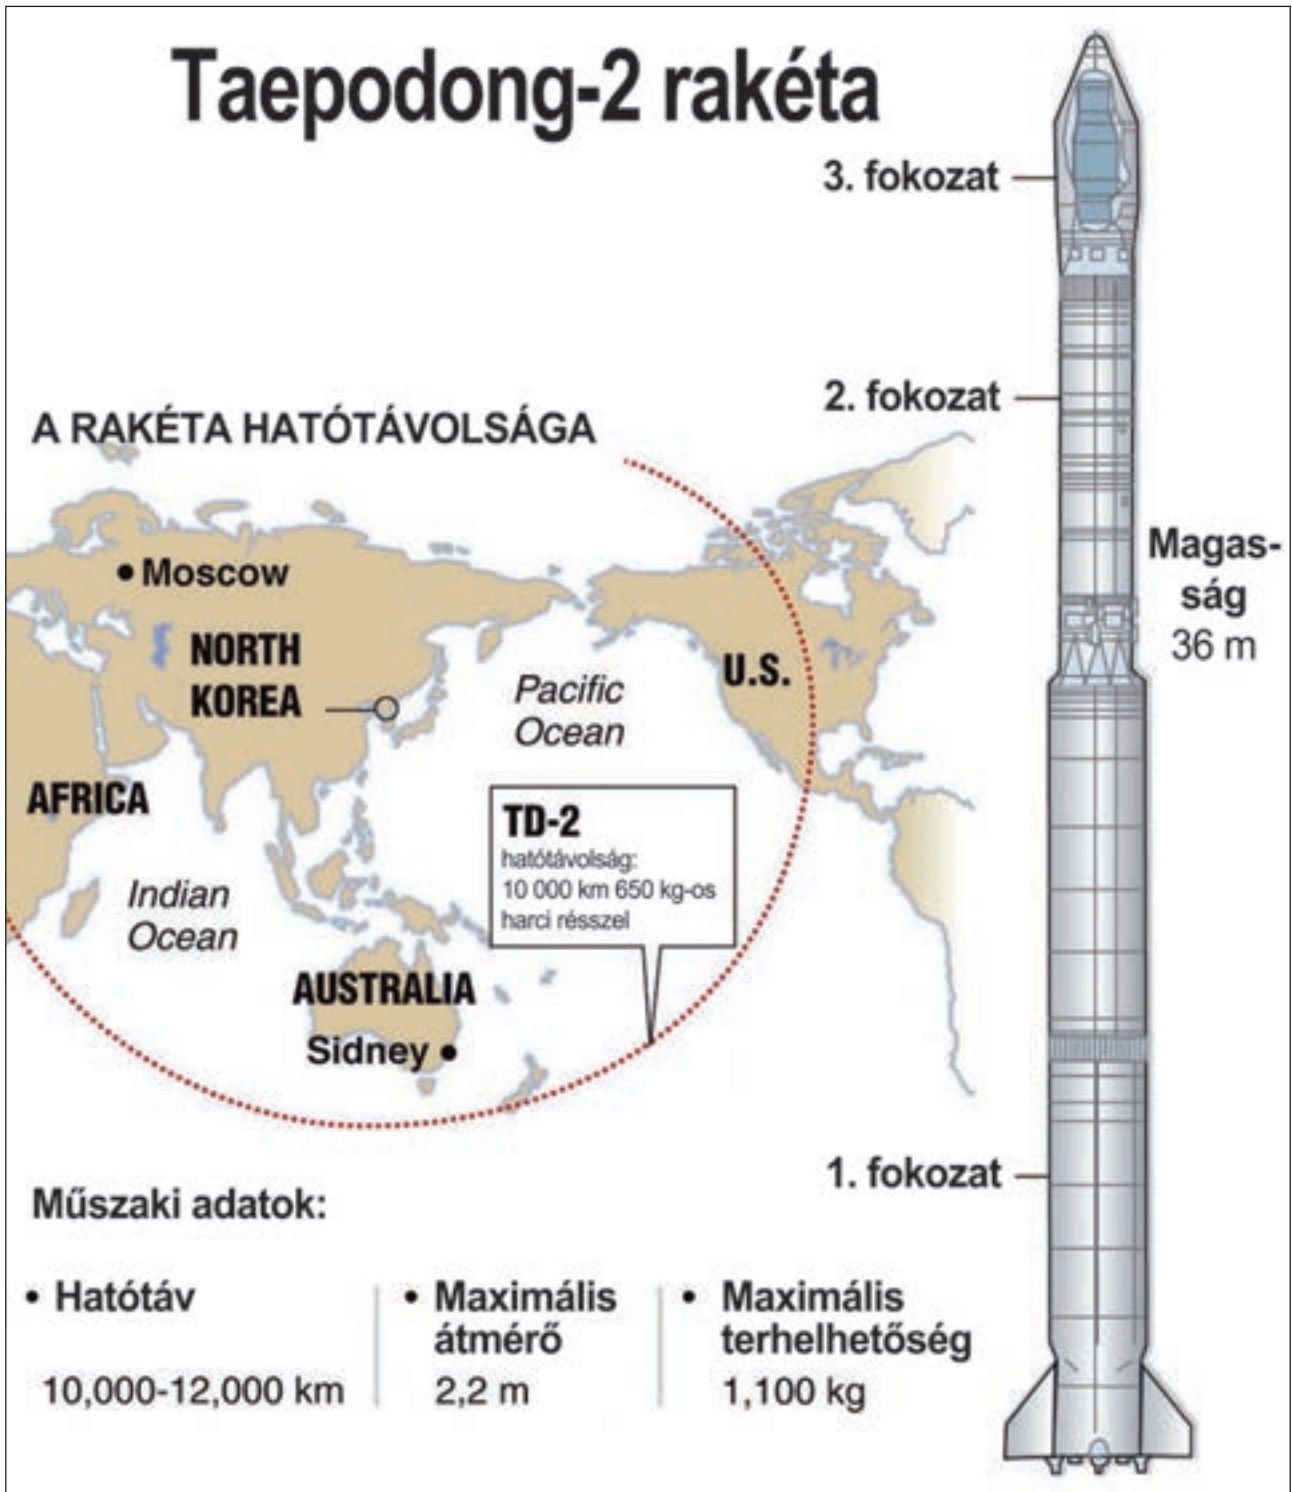 Taepodong-2 rakéta
3. fokozat
2. fokozat
A RAKÉTA HATÓTÁVOLSÁGA
Magas-
ság
36 m
Moscow
NORTH
KOREA
Pacific
Ocean
U.S.
AFRICA
TD-2
hatótávolság:
10 000 km 650 kg-os
harci résszel
Indian
Ocean
AUSTRALIA
Sidney
1. fokozat
Műszaki adatok:
• Hatótáv
10,000-12,000 km
• Maximális
átmérő
2,2 m
• Maximális
terhelhetőség
1,100 kg